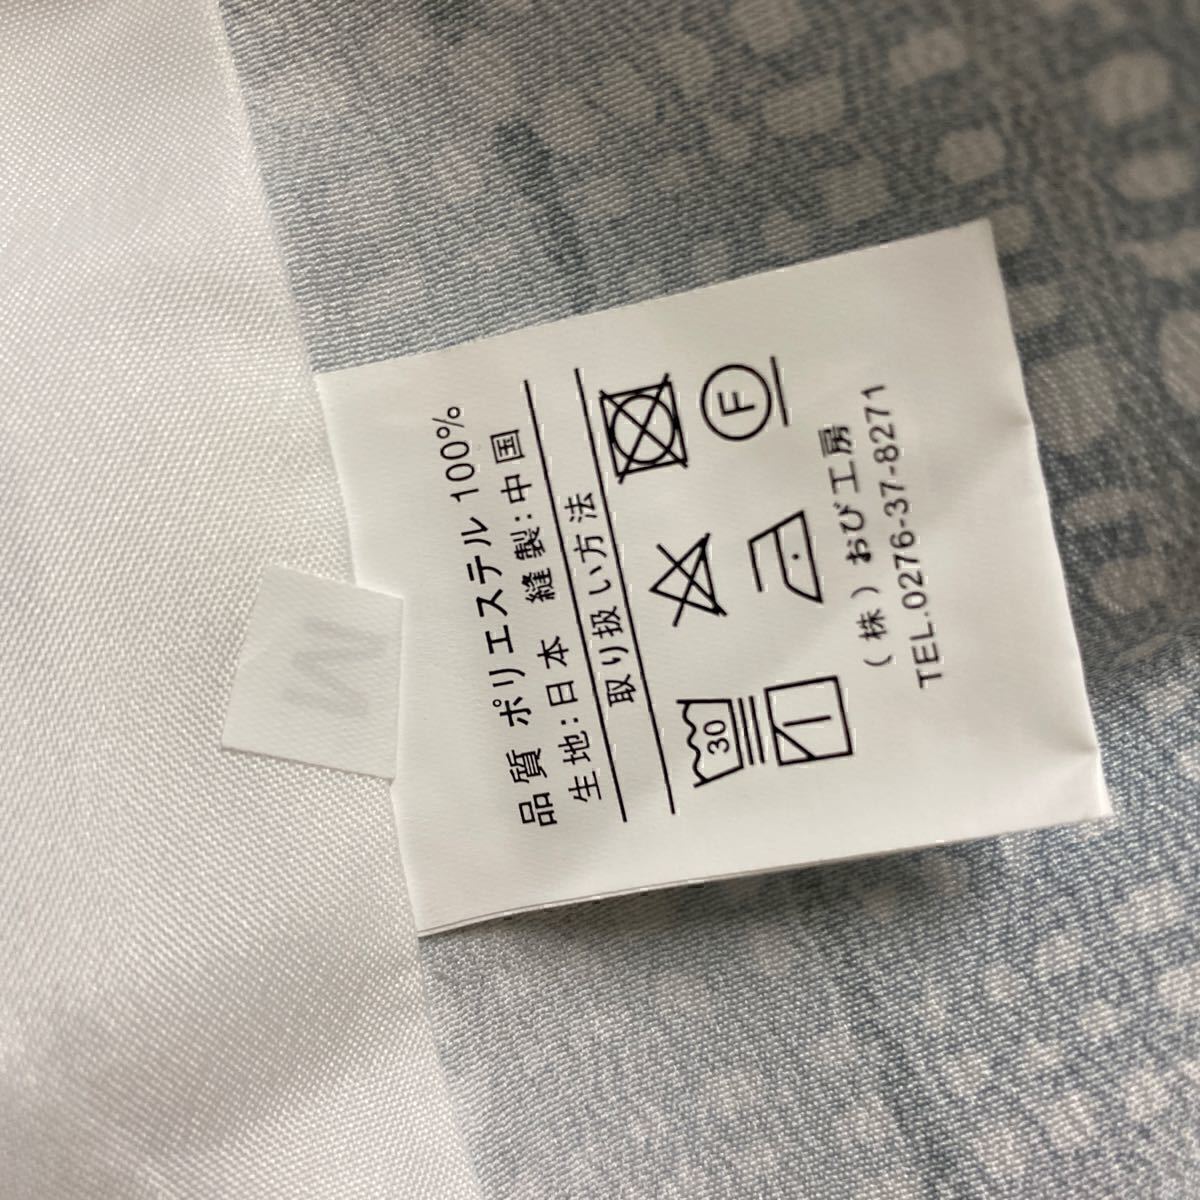 品質 ポリエステル 100%
生地:日本 縫製:中国
取り扱い方法
30
F
(株)おび工房
TEL.0276-37-8271
M